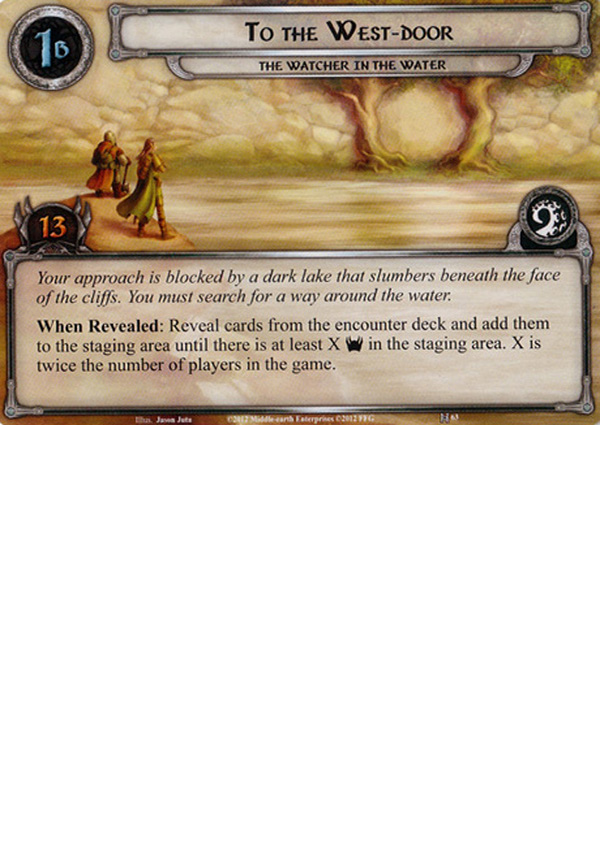 1B
TO THE WEST-DOOR
THE WATCHER IN THE WATER
13
Your approach is blocked by a dark lake that slumbers beneath the face
of the cliffs. You must search for a way around the water.
When Revealed: Reveal cards from the encounter deck and add them
to the staging area until there is at least X in the staging area. X is
twice the number of players in the game.
Illus. Jason Juta ©2012 Middle-earth Enterprises ©2012 FFG 63